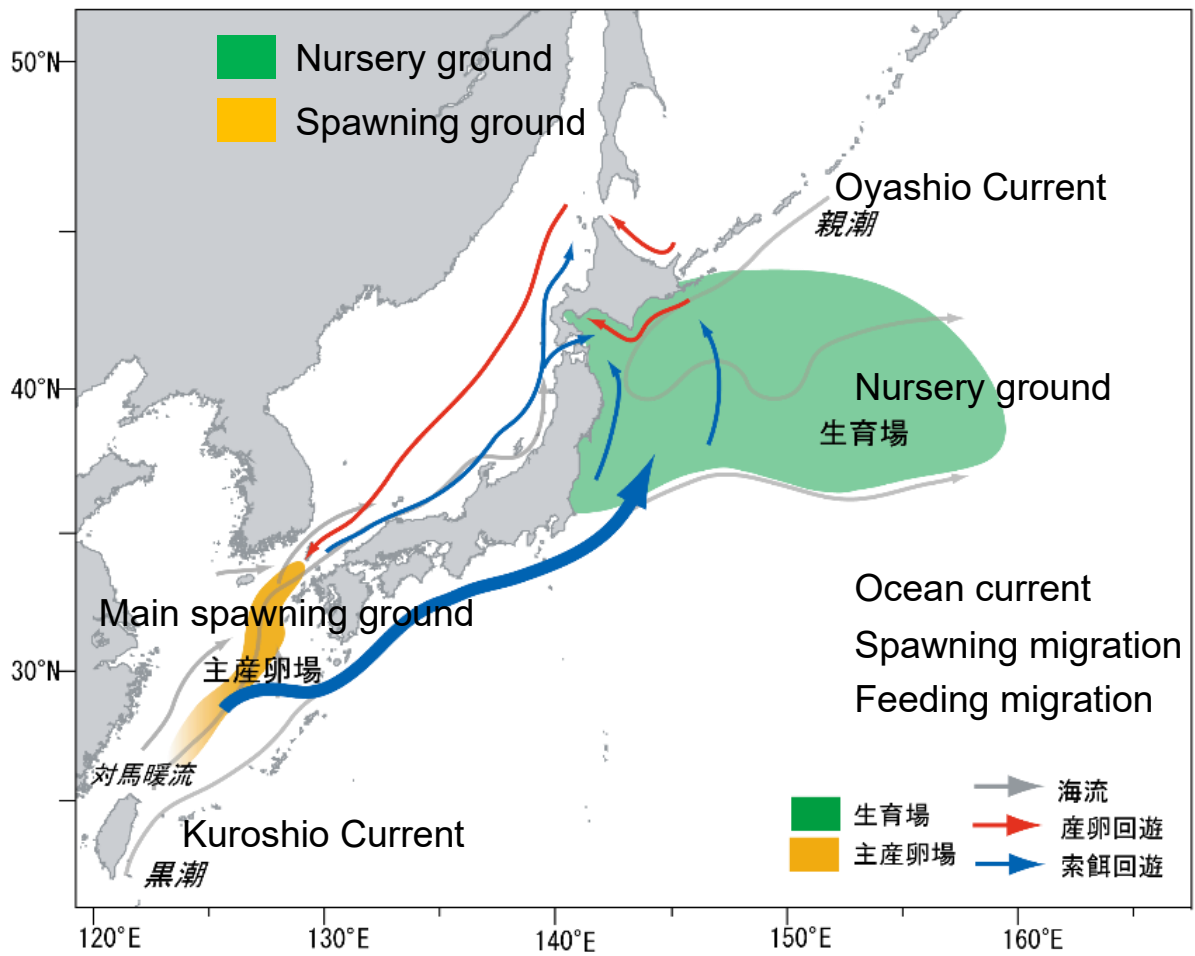 50°N
Nursery ground
Spawning ground
Oyashio Current
親潮
40°N
Nursery ground
生育場
Ocean current
Main spawning ground
Spawning migration
30°N
主産卵場
Feeding migration
対馬暖流
海流
生育場
Kuroshio Current
産卵回遊
主産卵場
黒潮
索餌回遊
120°E
130°E
140°E
150°E
160°E